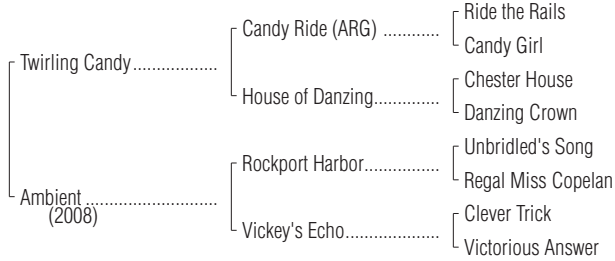 Ride the Rails
Candy Ride (ARG) ............
Candy Girl
Twirling Candy..................
Chester House
House of Danzing..............
Danzing Crown
Unbridled's Song
Rockport Harbor................
Regal Miss Copelan
Ambient ............................
(2008)
Clever Trick
Vickey's Echo....................
Victorious Answer